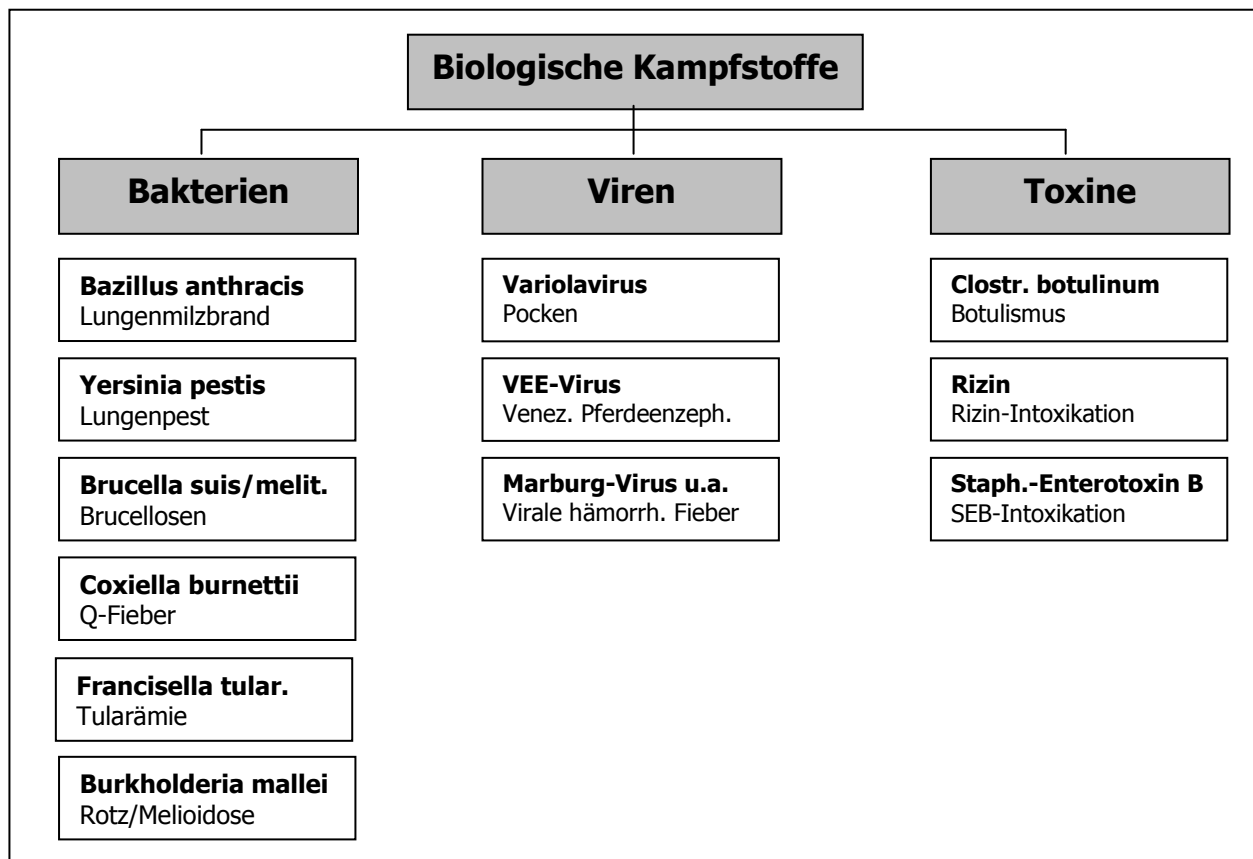 Biologische Kampfstoffe
Bakterien
Bazillus anthracis
Lungenmilzbrand
Yersinia pestis
Lungenpest
Brucella suis/melit.
Brucellosen
Coxiella burnettii
Q-Fieber
Francisella tular.
Tularämie
Burkholderia mallei
Rotz/Melioidose
Viren
Variolavirus
Pocken
VEE-Virus
Venez. Pferdeenzeph.
Marburg-Virus u.a.
Virale hämorrh. Fieber
Toxine
Clostr. botulinum
Botulismus
Rizin
Rizin-Intoxikation
Staph.-Enterotoxin B
SEB-Intoxikation